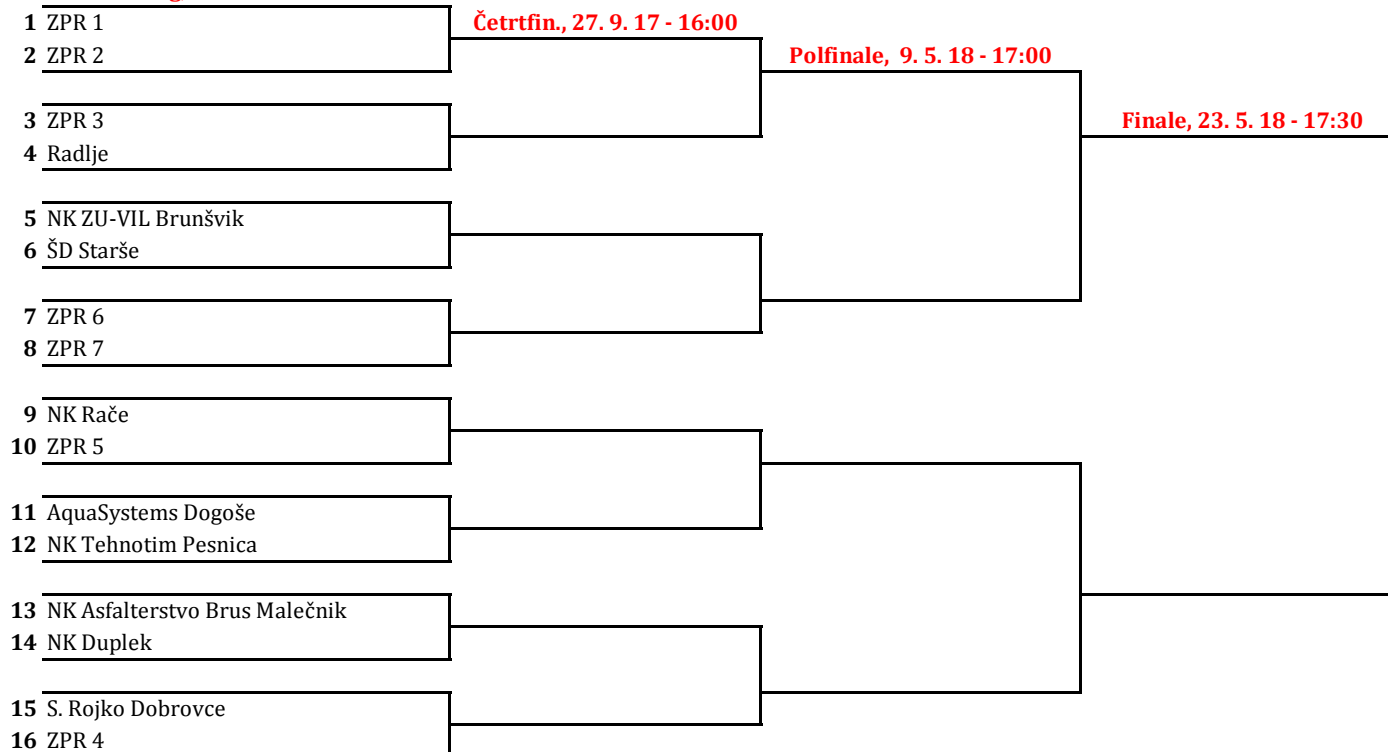 1 ZPR 1
Četrtfin., 27. 9. 17 - 16:00
2 ZPR 2
Polfinale, 9. 5. 18 - 17:00
3 ZPR 3
Finale, 23. 5. 18 - 17:30
4 Radlje
5 NK ZU-VIL Brunšvik
6 ŠD Starše
7 ZPR 6
8 ZPR 7
9 NK Rače
10 ZPR 5
11 AquaSystems Dogoše
12 NK Tehnotim Pesnica
13 NK Asfalterstvo Brus Malečnik
14 NK Duplek
15 S. Rojko Dobrovce
16 ZPR 4